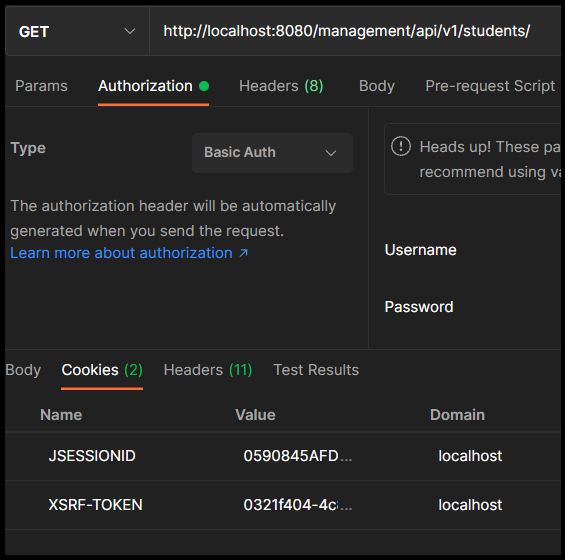 GET http://localhost:8080/management/api/v1/students/
Params Authorization Headers (8) Body Pre-request Script
Type Basic Auth
Heads up! These pa
recommend using va
The authorization header will be automatically
generated when you send the request.
Learn more about authorization ↗
Username
Password
Body Cookies (2) Headers (11) Test Results
Name Value Domain
JSESSIONID 0590845AFD... localhost
XSRF-TOKEN 0321f404-4c... localhost